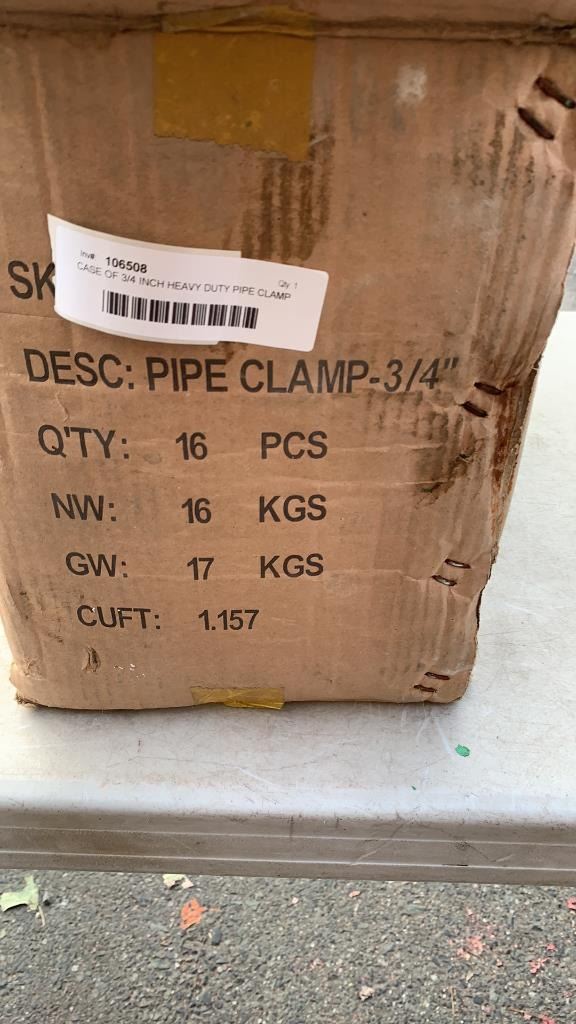 Inv# 106508 Qty 1
CASE OF 3/4 INCH HEAVY DUTY PIPE CLAMP
SK
DESC: PIPE CLAMP-3/4"
Q'TY: 16 PCS
NW: 16 KGS
GW: 17 KGS
CUFT: 1.157